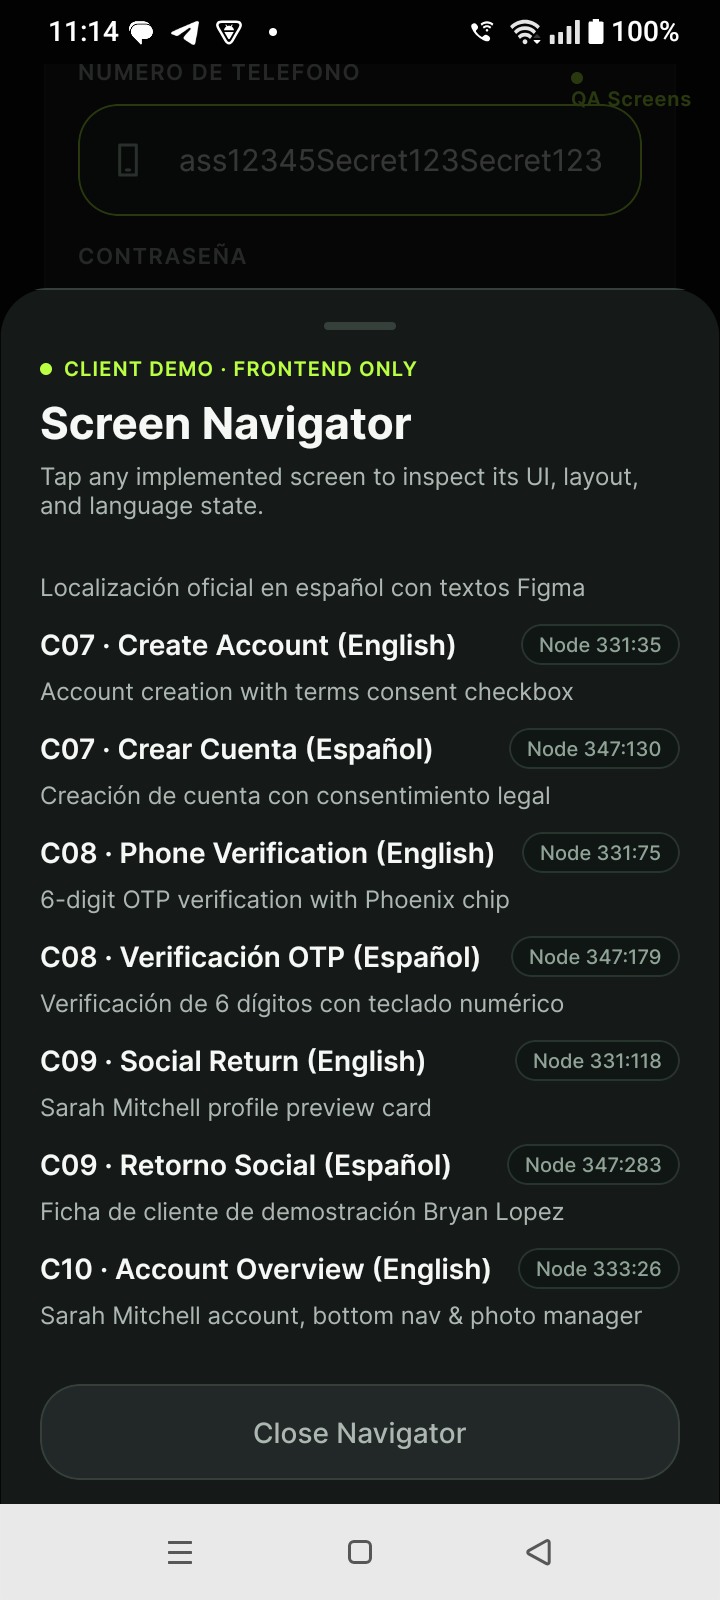 11:14
100%
NUMERO DE TELEFONO
QA Screens
ass12345Secret123Secret123
CONTRASEÑA
CLIENT DEMO · FRONTEND ONLY
Screen Navigator
Tap any implemented screen to inspect its UI, layout,
and language state.
Localización oficial en español con textos Figma
C07 · Create Account (English)
Node 331:35
Account creation with terms consent checkbox
C07 · Crear Cuenta (Español)
Node 347:130
Creación de cuenta con consentimiento legal
C08 · Phone Verification (English)
Node 331:75
6-digit OTP verification with Phoenix chip
C08 · Verificación OTP (Español)
Node 347:179
Verificación de 6 dígitos con teclado numérico
C09 · Social Return (English)
Node 331:118
Sarah Mitchell profile preview card
C09 · Retorno Social (Español)
Node 347:283
Ficha de cliente de demostración Bryan Lopez
C10 · Account Overview (English)
Node 333:26
Sarah Mitchell account, bottom nav & photo manager
Close Navigator